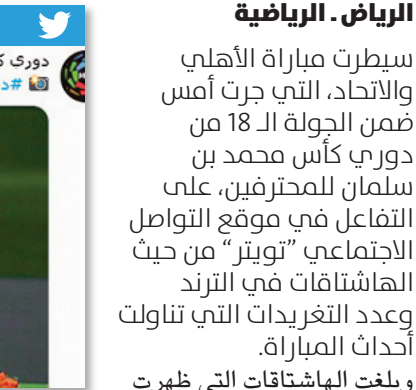 الرياض ـ الرياضية
سيطرت مباراة الأهلي
والاتحاد، التي جرت أمس
ضمن الجولة الـ 18 من
دوري كأس محمد بن
سلمان للمحترفين، على
التفاعل في موقع التواصل
الاجتماعي ”تويتر“ من حيث
الهاشتاقات في الترند
وعدد التغريدات التي تناولت
أحداث المباراة.
وبلغت الهاشتاقات التي ظهرت
دوري